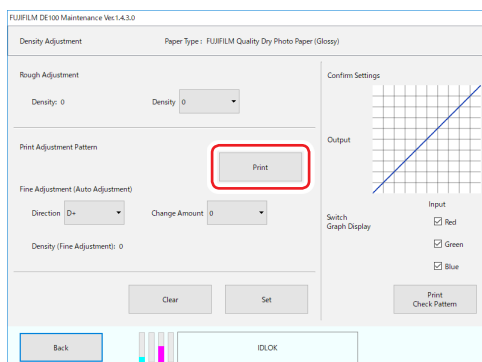 FUJIFILM DE100 Maintenance Ver.1.4.3.0
Density Adjustment
Paper Type : FUJIFILM Quality Dry Photo Paper (Glossy)
Rough Adjustment
Density: 0
Density 0
Print Adjustment Pattern
Print
Fine Adjustment (Auto Adjustment)
Direction D+
Change Amount 0
Density (Fine Adjustment): 0
Clear
Set
Confirm Settings
Output
Input
Switch
Graph Display
Red
Green
Blue
Print
Check Pattern
Back
IDLOK